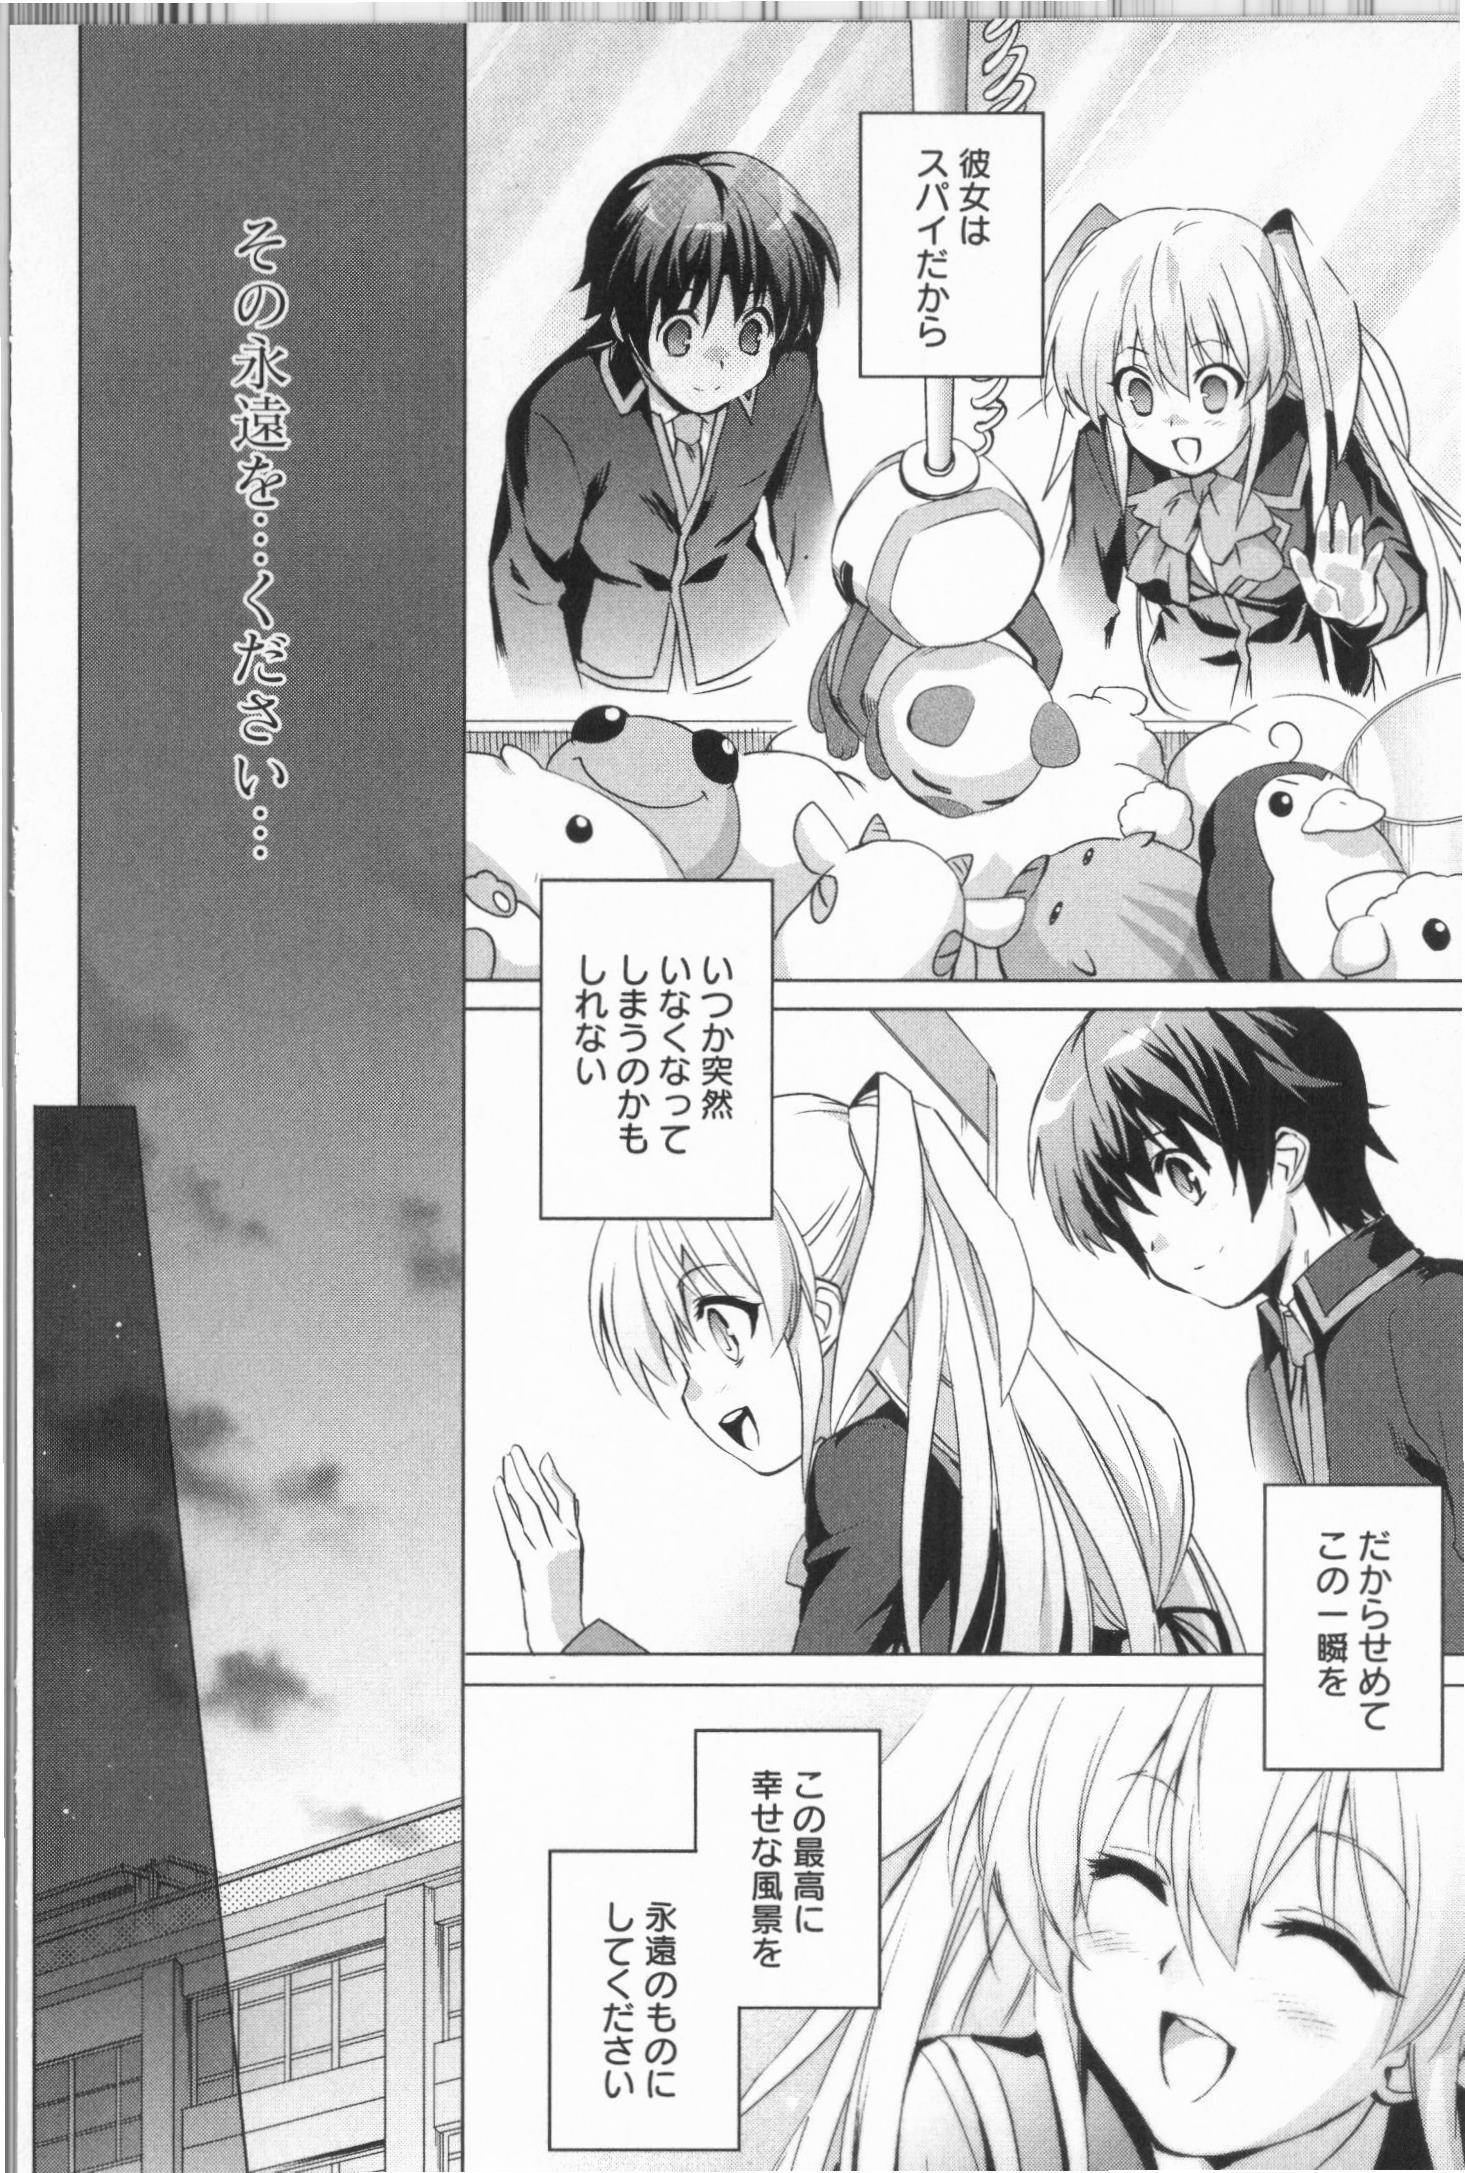 彼女は
スパイだから
いつか突然
いなくなって
しまうのかも
しれない
だからせめて
この一瞬を
この最高に
幸せな風景を
永遠のものに
してください
その永遠を…ください…